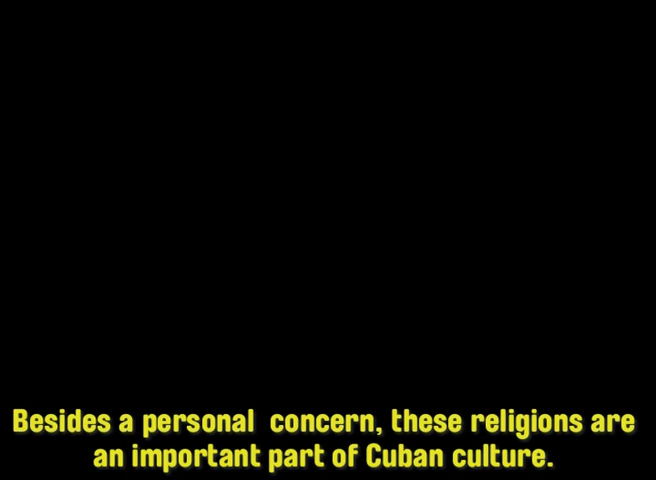 Besides a personal  concern, these religions are
an important part of Cuban culture.